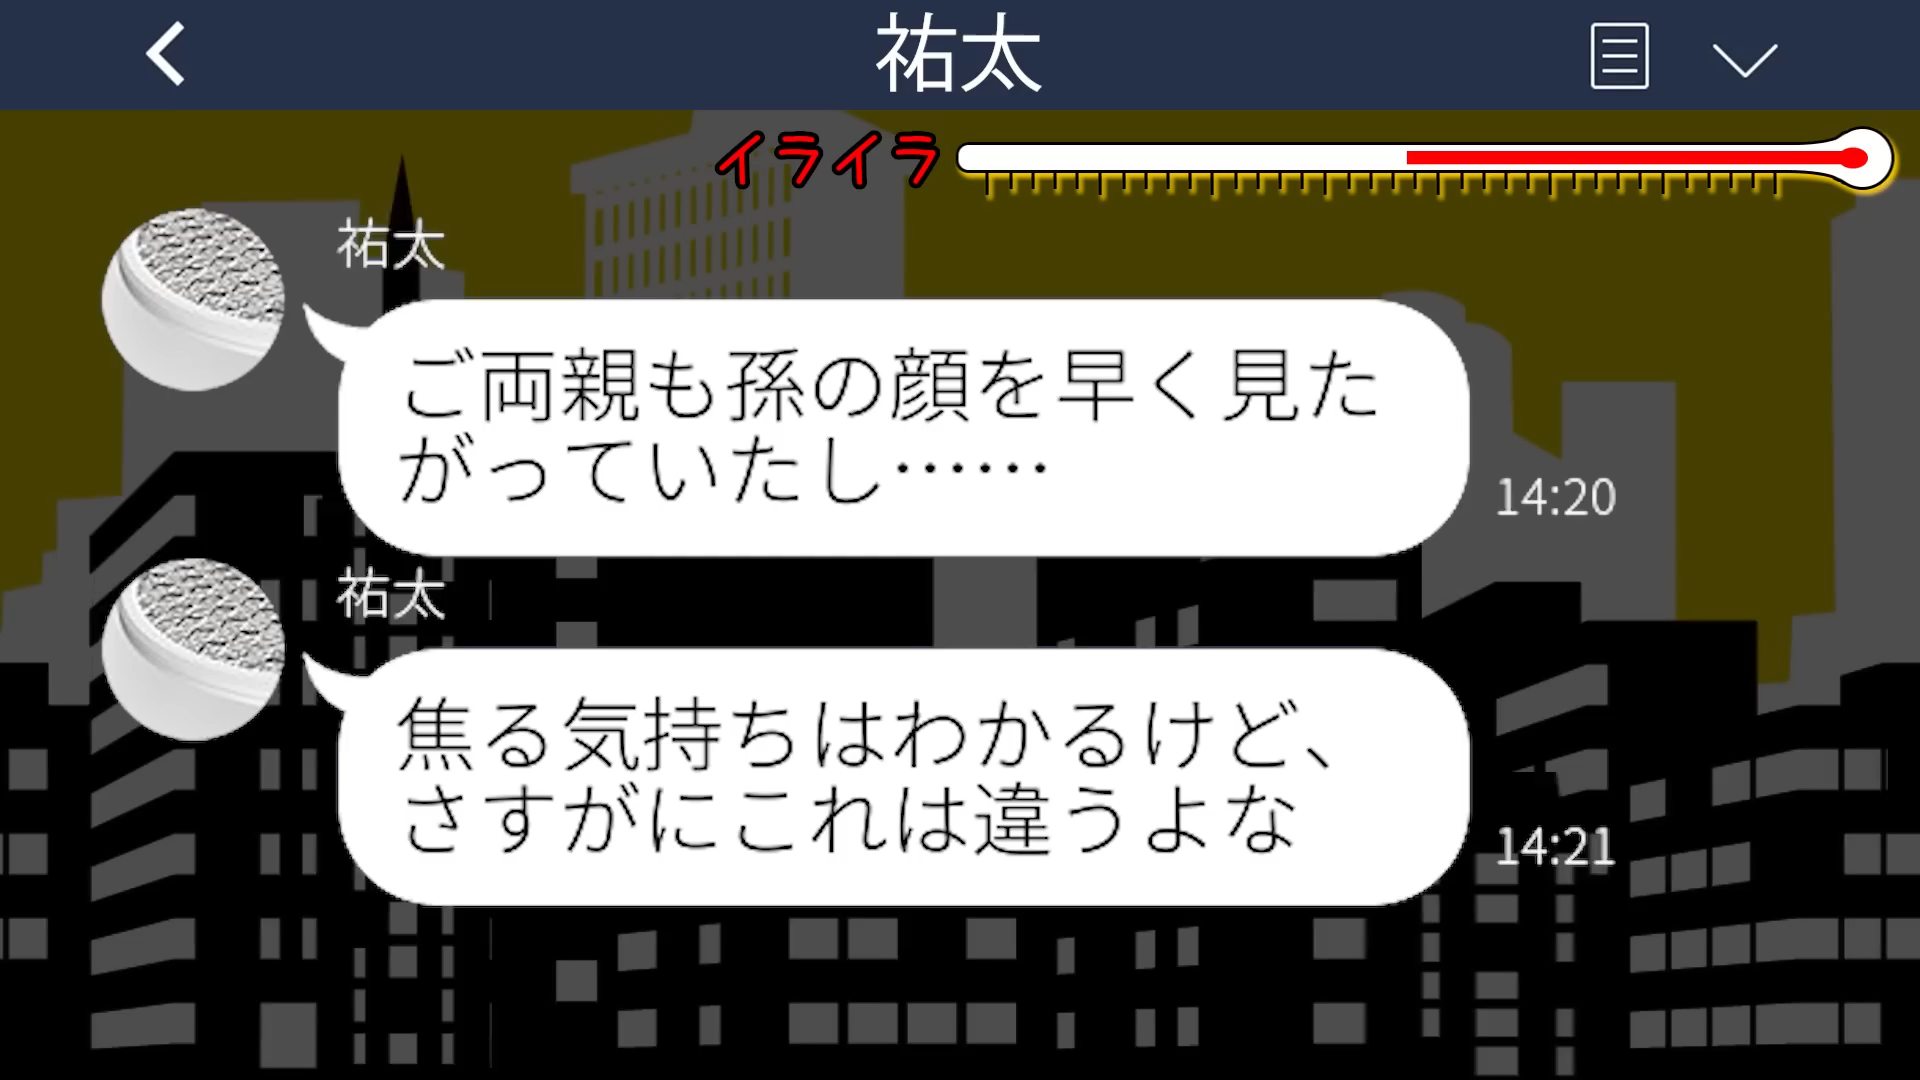 祐太
イライラ
祐太
ご両親も孫の顔を早く見た
がっていたし……
14:20
祐太
焦る気持ちはわかるけど、
さすがにこれは違うよな
14:21